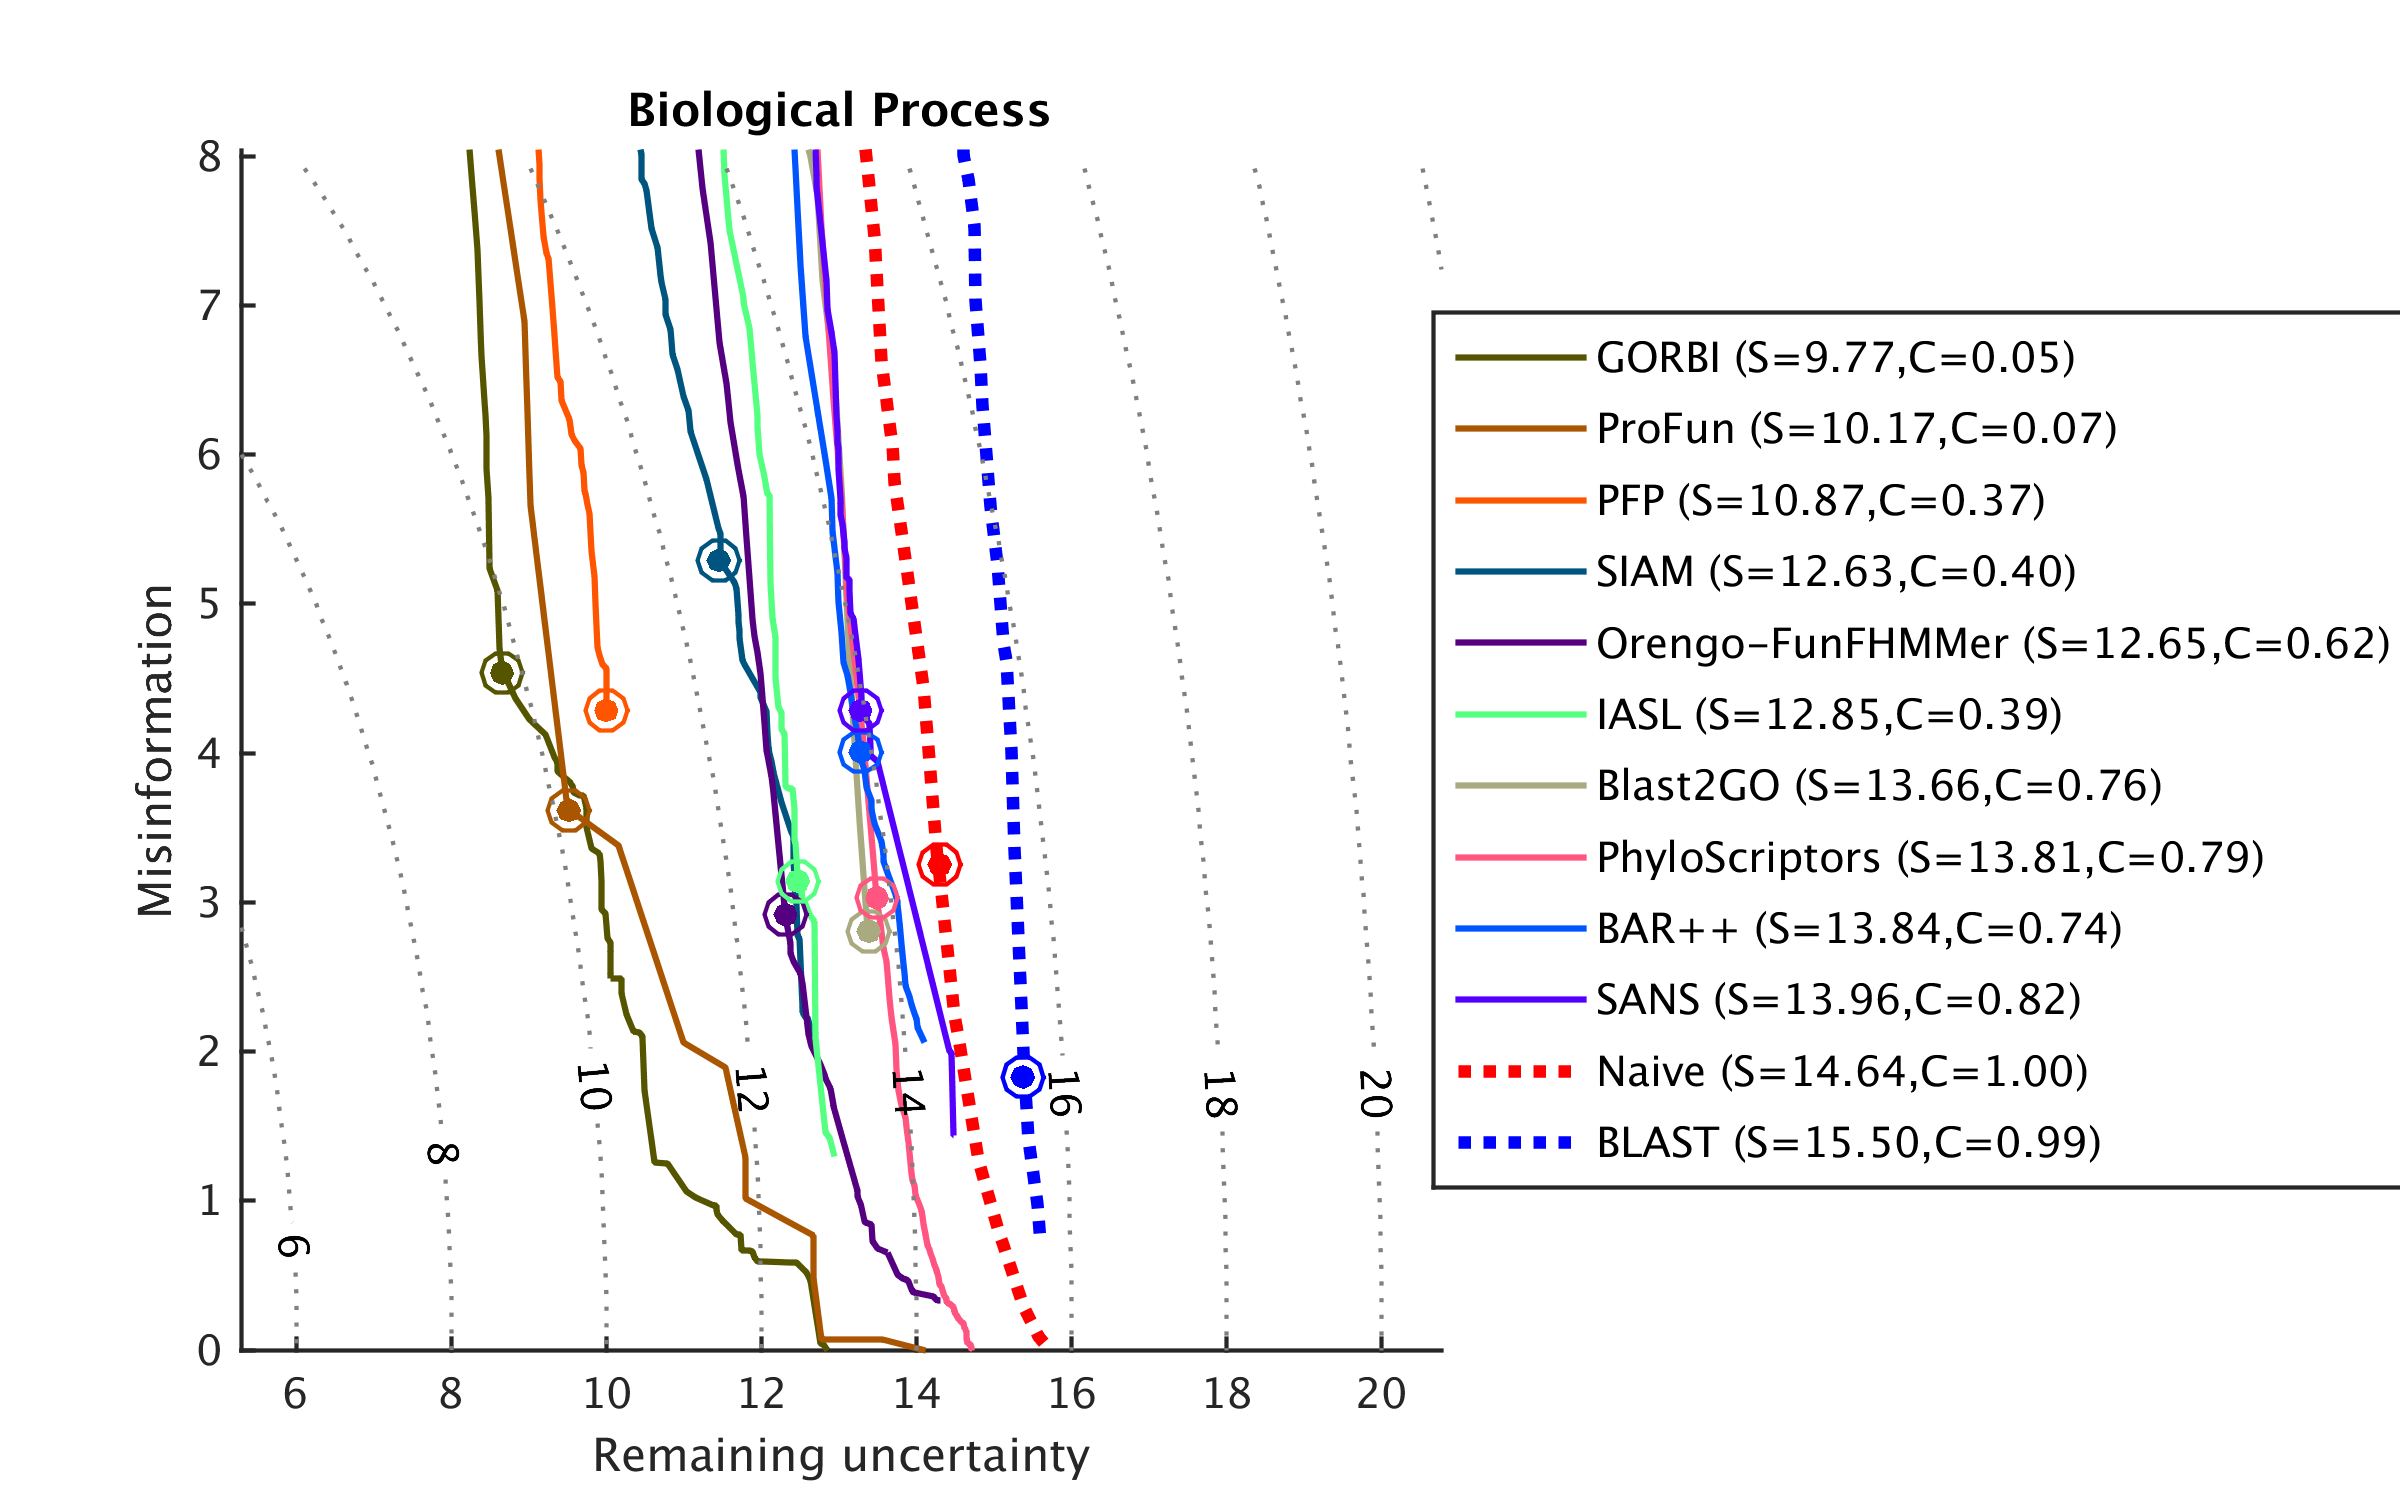 Biological Process
8
7
6
5
4
3
2
1
0
Misinformation
6
8
10
12
14
16
18
20
6 8 10 12 14 16 18 20
Remaining uncertainty
GORBI (S=9.77,C=0.05)
ProFun (S=10.17,C=0.07)
PFP (S=10.87,C=0.37)
SIAM (S=12.63,C=0.40)
Orengo-FunFHMMer (S=12.65,C=0.62)
IASL (S=12.85,C=0.39)
Blast2GO (S=13.66,C=0.76)
PhyloScriptors (S=13.81,C=0.79)
BAR++ (S=13.84,C=0.74)
SANS (S=13.96,C=0.82)
Naive (S=14.64,C=1.00)
BLAST (S=15.50,C=0.99)